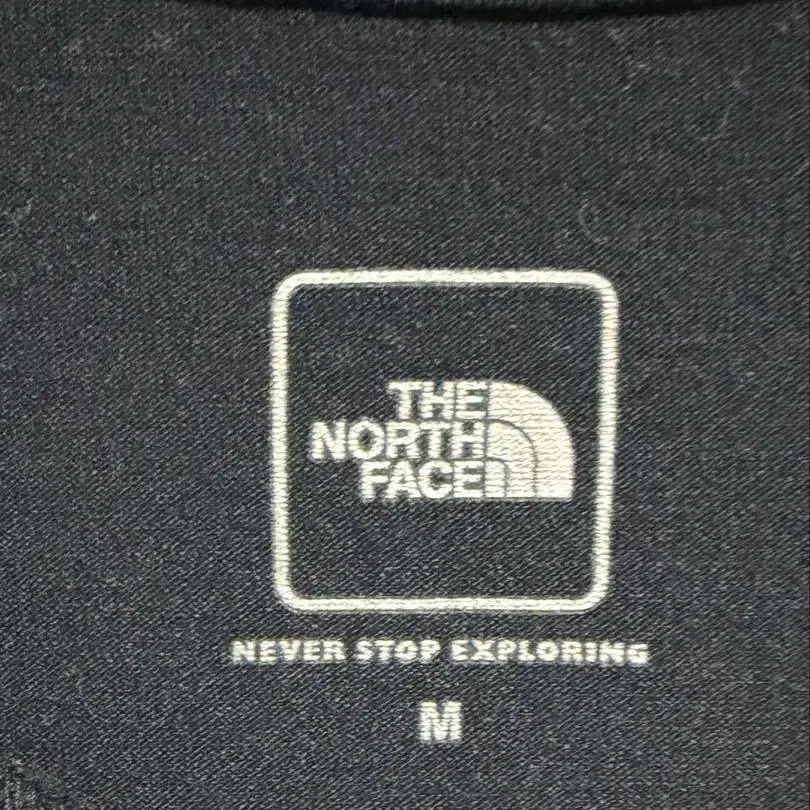 THE
NORTH
FACE
NEVER STOP EXPLORING
M